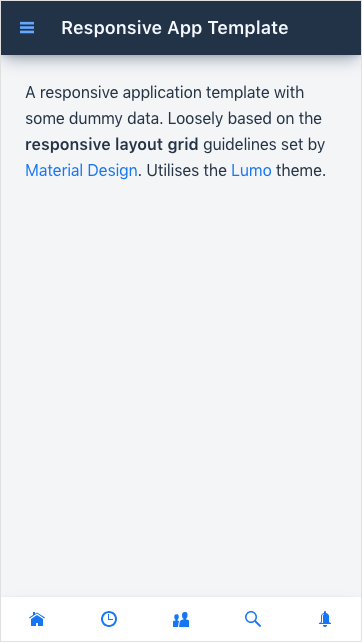 Responsive App Template
A responsive application template with
some dummy data. Loosely based on the
responsive layout grid guidelines set by
Material Design. Utilises the Lumo theme.